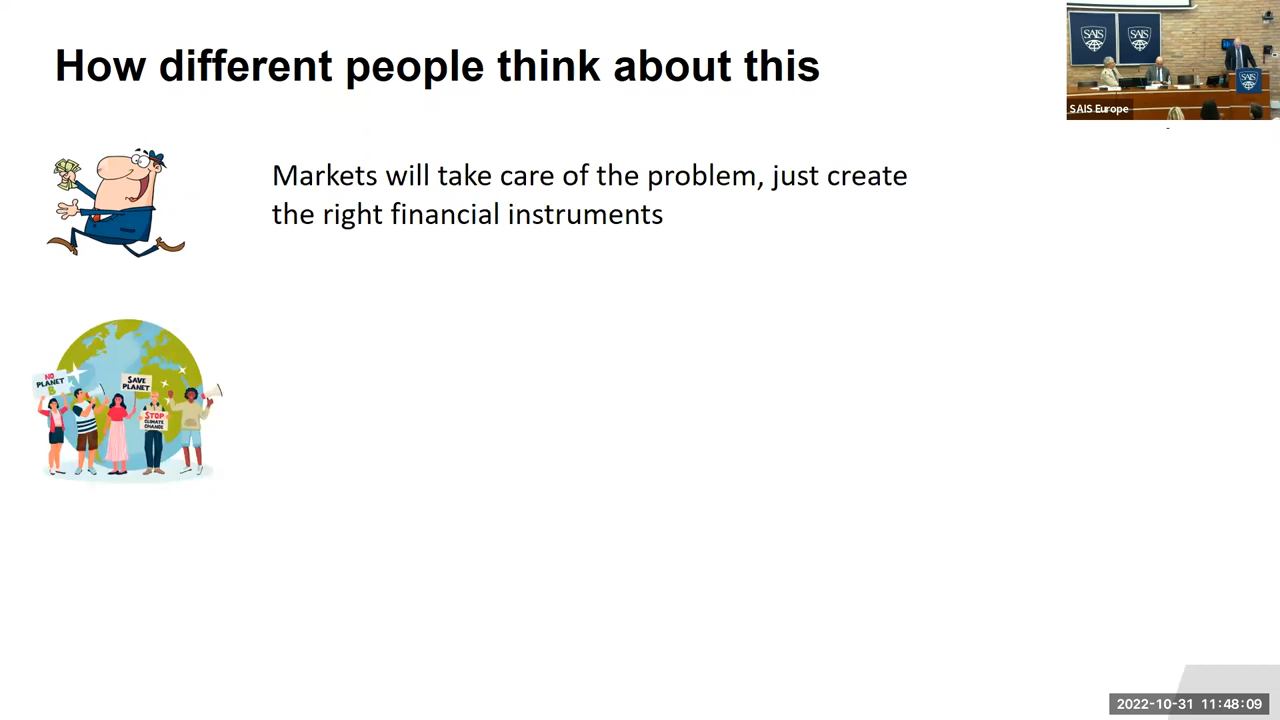 How different people think about this
SAIS
SAIS
SAIS
SAIS Europe
Markets will take care of the problem, just create
the right financial instruments
NO
PLANET
B
SAVE
PLANET
STOP
CLIMATE
CHANGE
2022-10-31 11:48:09